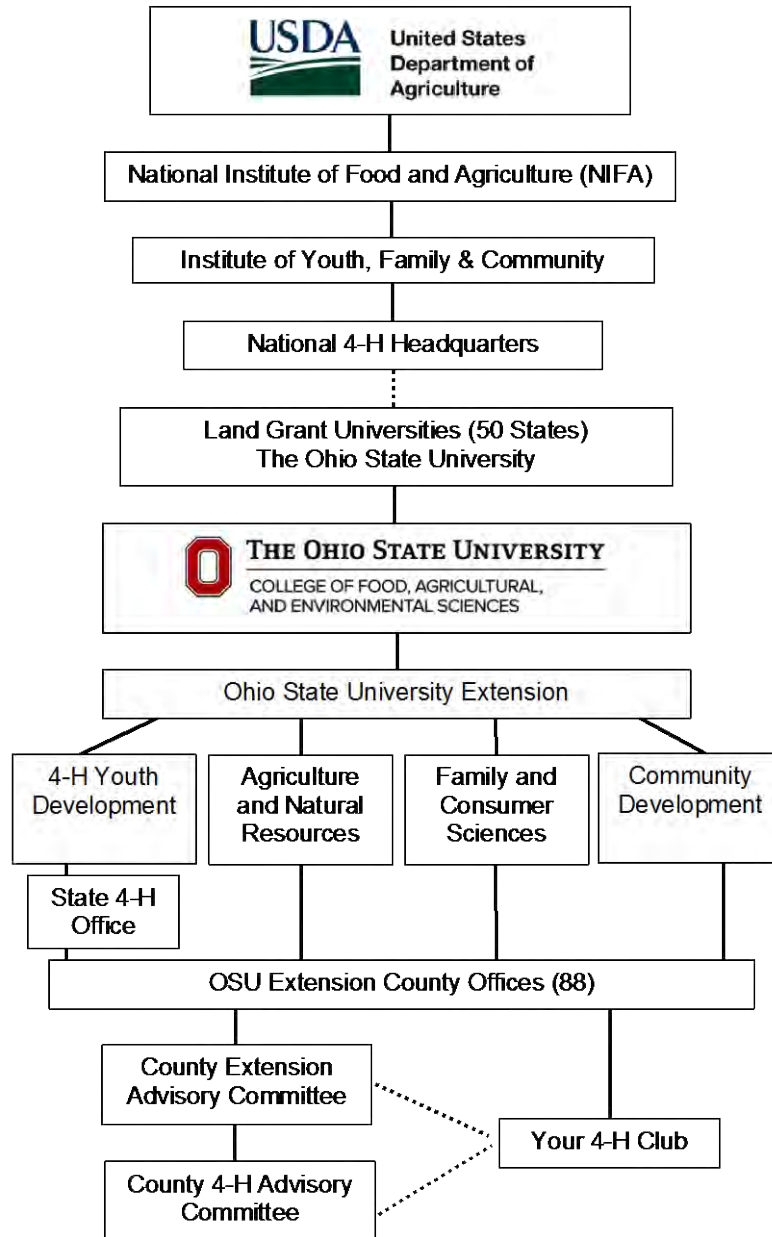 USDA
United States
Department of
Agriculture
National Institute of Food and Agriculture (NIFA)
Institute of Youth, Family & Community
National 4-H Headquarters
Land Grant Universities (50 States)
The Ohio State University
THE OHIO STATE UNIVERSITY
COLLEGE OF FOOD, AGRICULTURAL,
AND ENVIRONMENTAL SCIENCES
Ohio State University Extension
4-H Youth
Development
Agriculture
and Natural
Resources
Family and
Consumer
Sciences
Community
Development
State 4-H
Office
OSU Extension County Offices (88)
County Extension
Advisory Committee
Your 4-H Club
County 4-H Advisory
Committee